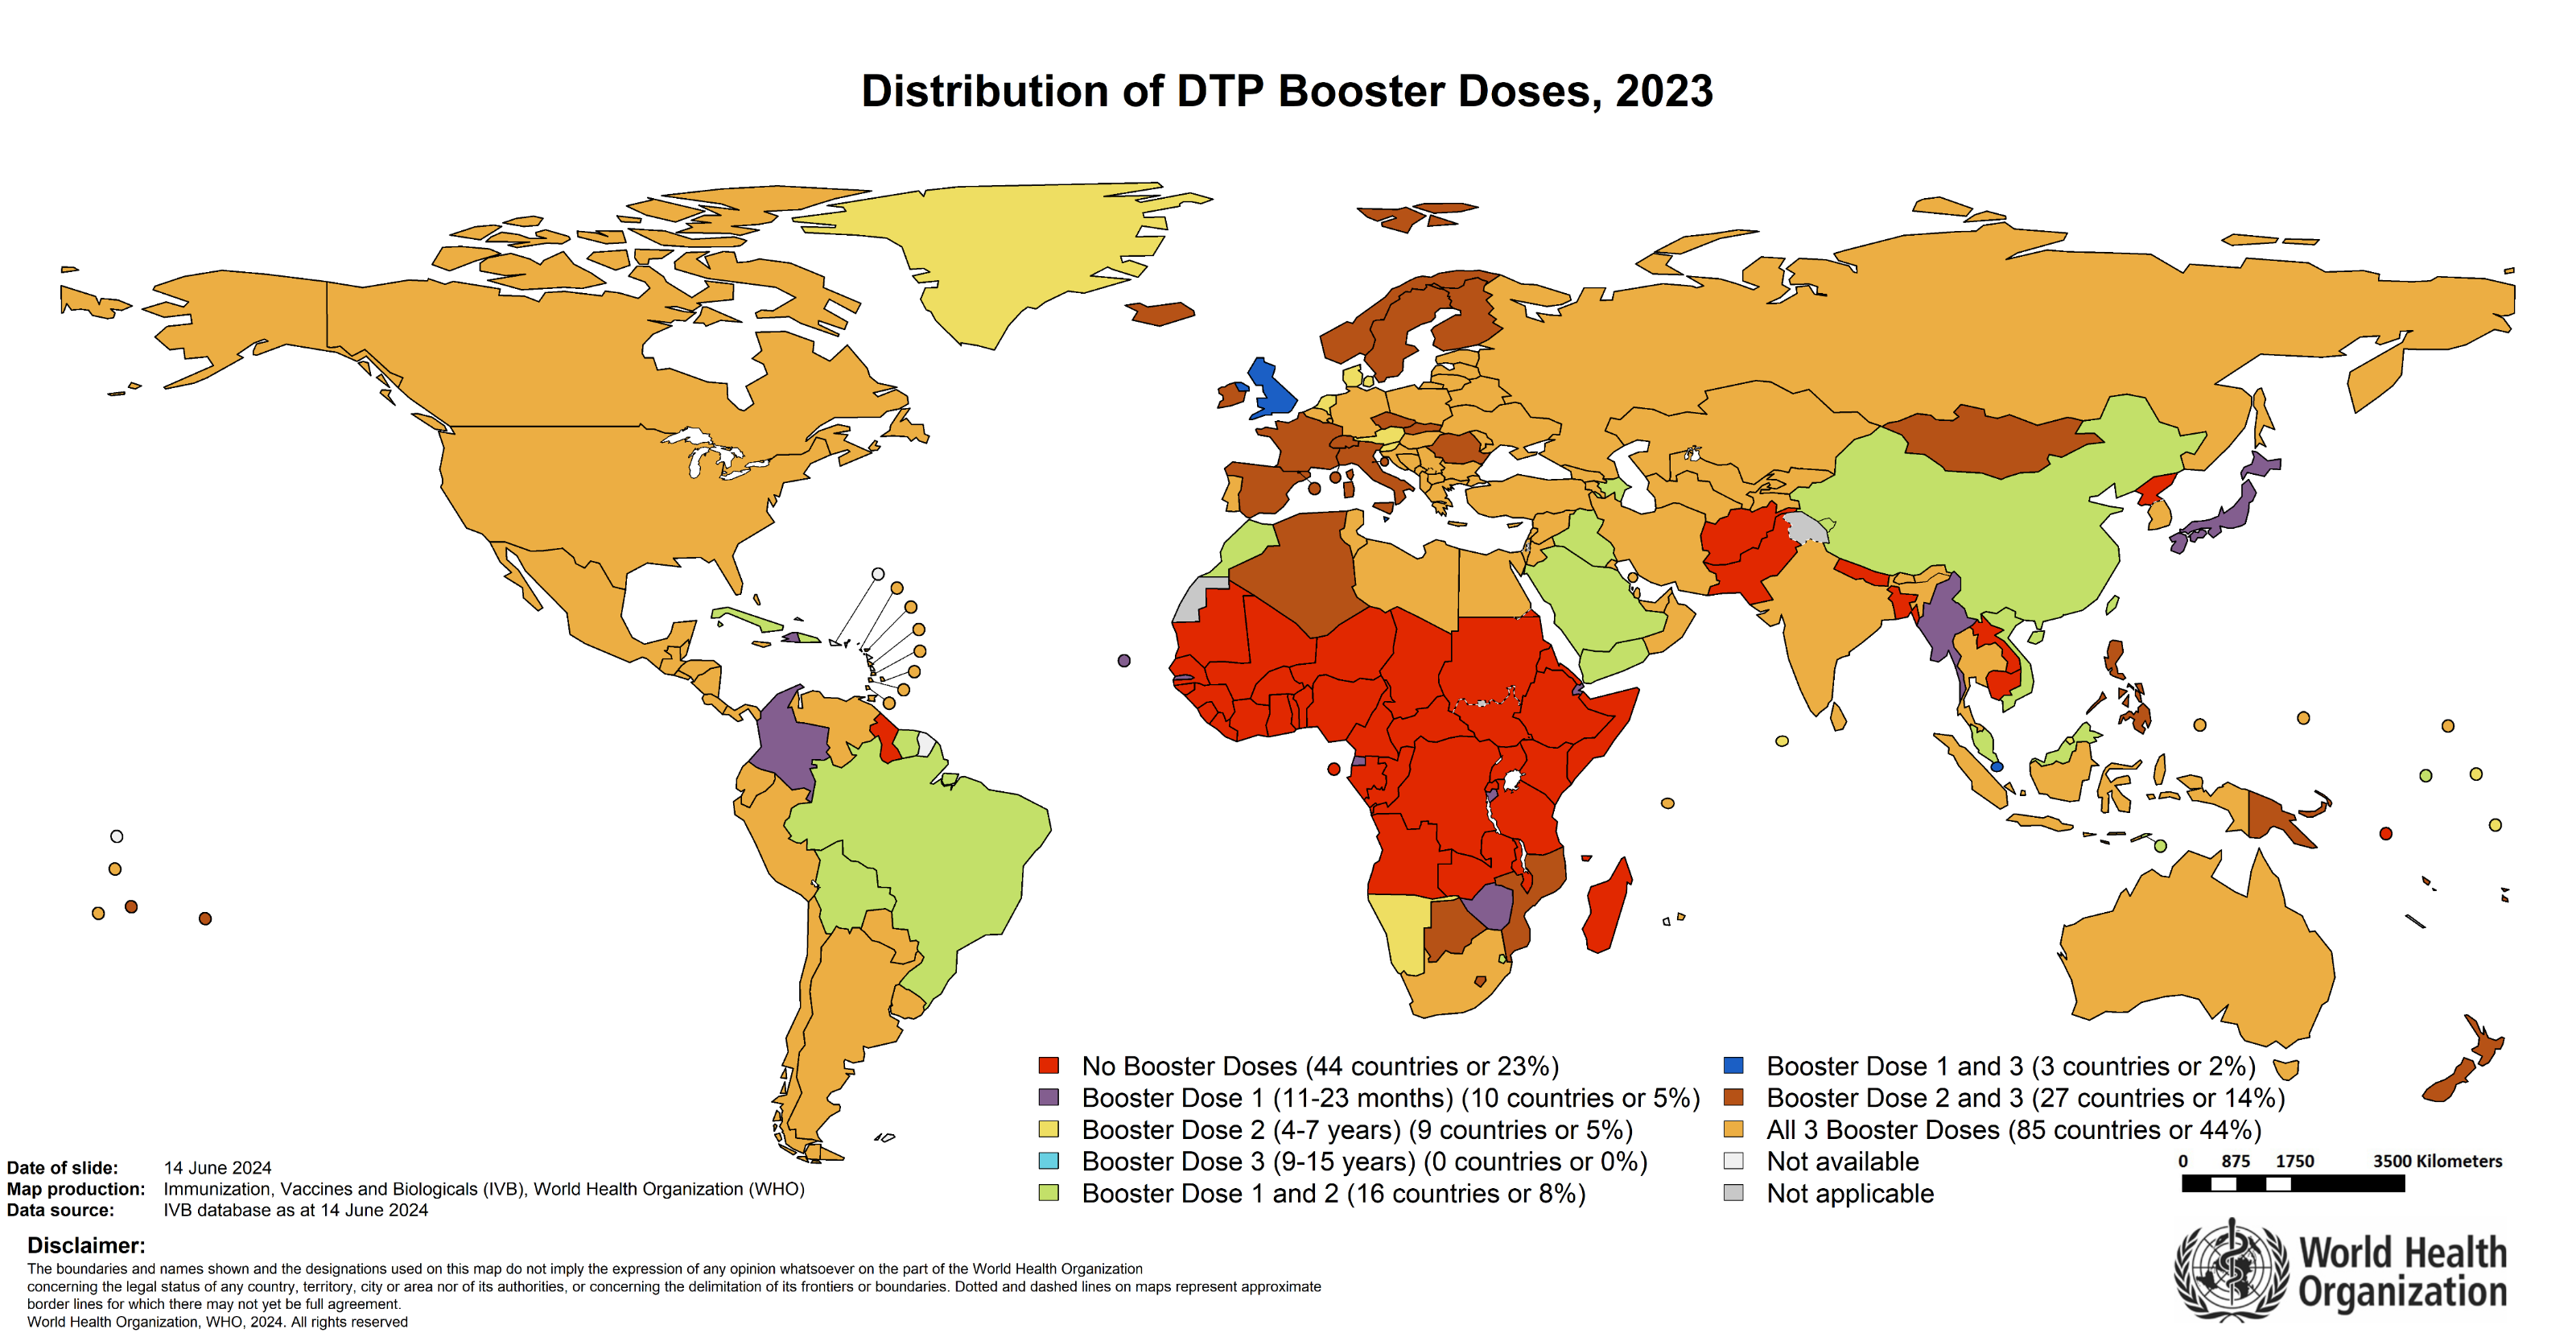 Distribution of DTP Booster Doses, 2023
No Booster Doses (44 countries or 23%)
Booster Dose 1 (11-23 months) (10 countries or 5%)
Booster Dose 2 (4-7 years) (9 countries or 5%)
Booster Dose 3 (9-15 years) (0 countries or 0%)
Booster Dose 1 and 2 (16 countries or 8%)
Booster Dose 1 and 3 (3 countries or 2%)
Booster Dose 2 and 3 (27 countries or 14%)
All 3 Booster Doses (85 countries or 44%)
Not available
Not applicable
0 875 1750 3500 Kilometers
Date of slide: 14 June 2024
Map production: Immunization, Vaccines and Biologicals (IVB), World Health Organization (WHO)
Data source: IVB database as at 14 June 2024
Disclaimer:
The boundaries and names shown and the designations used on this map do not imply the expression of any opinion whatsoever on the part of the World Health Organization
concerning the legal status of any country, territory, city or area nor of its authorities, or concerning the delimitation of its frontiers or boundaries. Dotted and dashed lines on maps represent approximate
border lines for which there may not yet be full agreement.
World Health Organization, WHO, 2024. All rights reserved
World Health
Organization